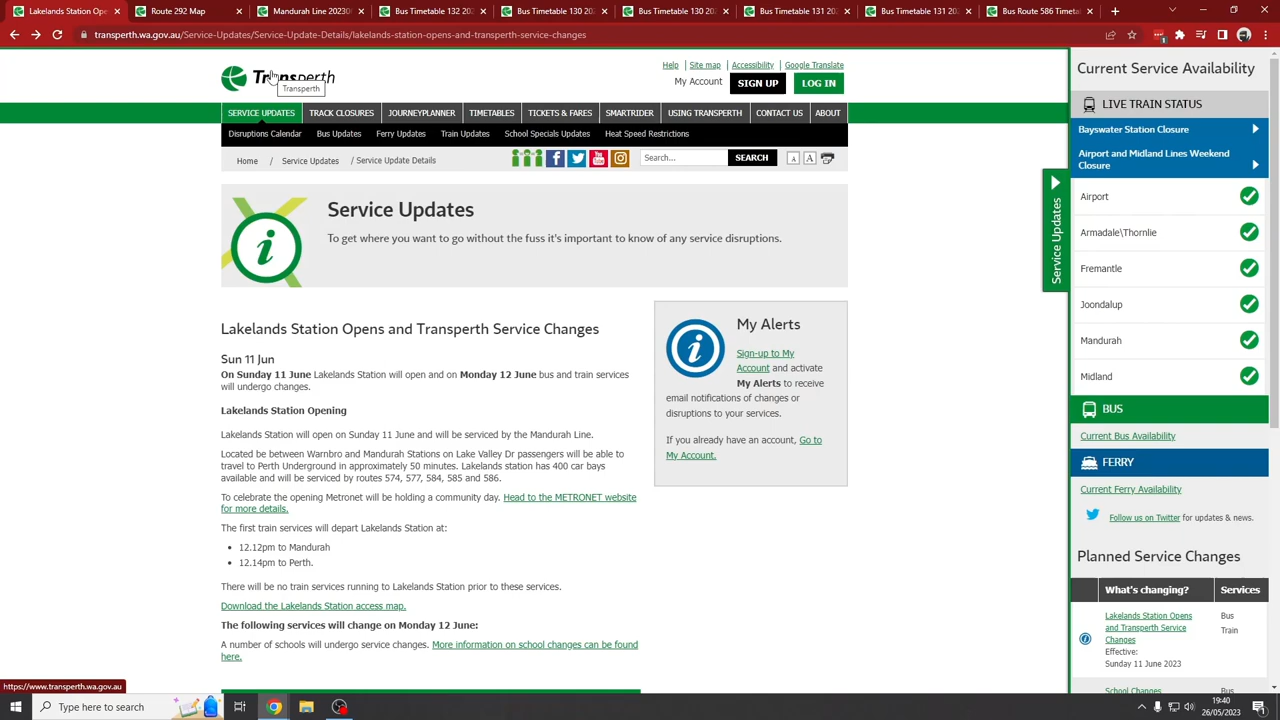 Lakelands
Route 292 Map
Mandurah Line
Bus Timetable 132 20
Bus Timetable 130 20
Bus Timetable 131 20
Bus Route 586 Timeta
transperth.wa.gov.au/Service-Updates/Service-Update-Details/lakelands-station-opens-and-transperth-service-changes
Transperth
Transperth
Help Site map Accessibility Google Translate
My Account SIGN UP LOG IN
SERVICE UPDATES TRACK CLOSURES JOURNEYPLANNER TIMETABLES TICKETS & FARES SMARTRIDER USING TRANSPERTH CONTACT US ABOUT
Disruptions Calendar Bus Updates Ferry Updates Train Updates School Specials Updates Heat Speed Restrictions
Home / Service Updates / Service Update Details
Search... SEARCH A A
Service Updates
To get where you want to go without the fuss it's important to know of any service disruptions.
Lakelands Station Opens and Transperth Service Changes
Sun 11 Jun
On Sunday 11 June Lakelands Station will open and on Monday 12 June bus and train services
will undergo changes.
Lakelands Station Opening
Lakelands Station will open on Sunday 11 June and will be serviced by the Mandurah Line.
Located be between Warnbro and Mandurah Stations on Lake Valley Dr passengers will be able to
travel to Perth Underground in approximately 50 minutes. Lakelands station has 400 car bays
available and will be serviced by routes 574, 577, 584, 585 and 586.
To celebrate the opening Metronet will be holding a community day. Head to the METRONET website
for more details.
The first train services will depart Lakelands Station at:
• 12.12pm to Mandurah
• 12.14pm to Perth.
There will be no train services running to Lakelands Station prior to these services.
Download the Lakelands Station access map.
The following services will change on Monday 12 June:
A number of schools will undergo service changes. More information on school changes can be found
here.
My Alerts
Sign-up to My
Account and activate
My Alerts to receive
email notifications of changes or
disruptions to your services.
If you already have an account, Go to
My Account.
Service Updates
Current Service Availability
LIVE TRAIN STATUS
Bayswater Station Closure
Airport and Midland Lines Weekend
Closure
Airport
Armadale\Thornlie
Fremantle
Joondalup
Mandurah
Midland
BUS
Current Bus Availability
FERRY
Current Ferry Availability
Follow us on Twitter for updates & news.
Planned Service Changes
What's changing? Services
Lakelands Station Opens
and Transperth Service
Changes
Effective:
Sunday 11 June 2023
Bus
Train
School Changes
https://www.transperth.wa.gov.au
Type here to search
19:40
26/05/2023